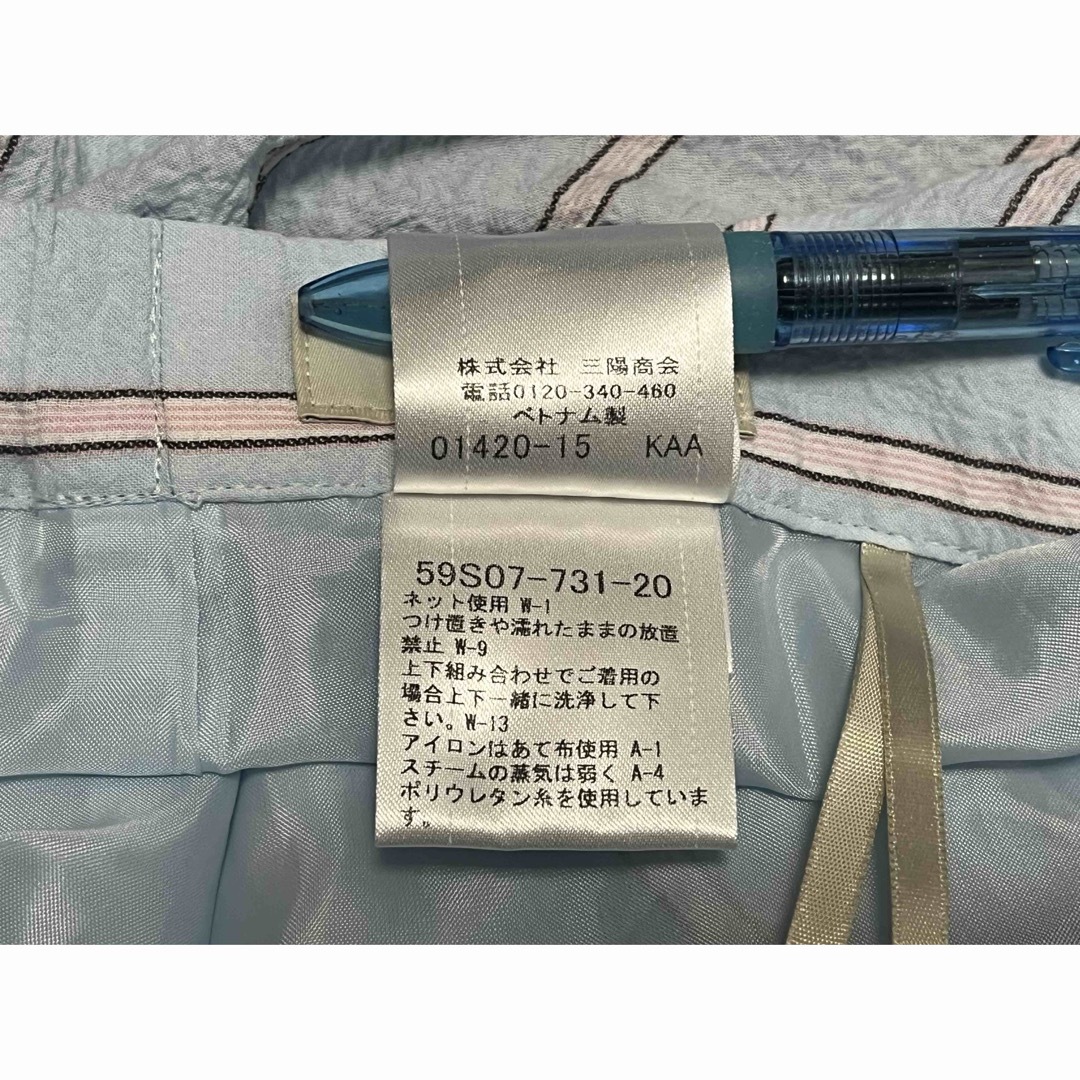 株式会社 三陽商会
電話0120-340-460
ベトナム製
01420-15 KAA
59S07-731-20
ネット使用 W-1
つけ置きや濡れたままの放置
禁止 W-9
上下組み合わせでご着用の
場合上下一緒に洗浄して下
さい。W-13
アイロンはあて布使用 A-1
スチームの蒸気は弱く A-4
ポリウレタン糸を使用していま
す。